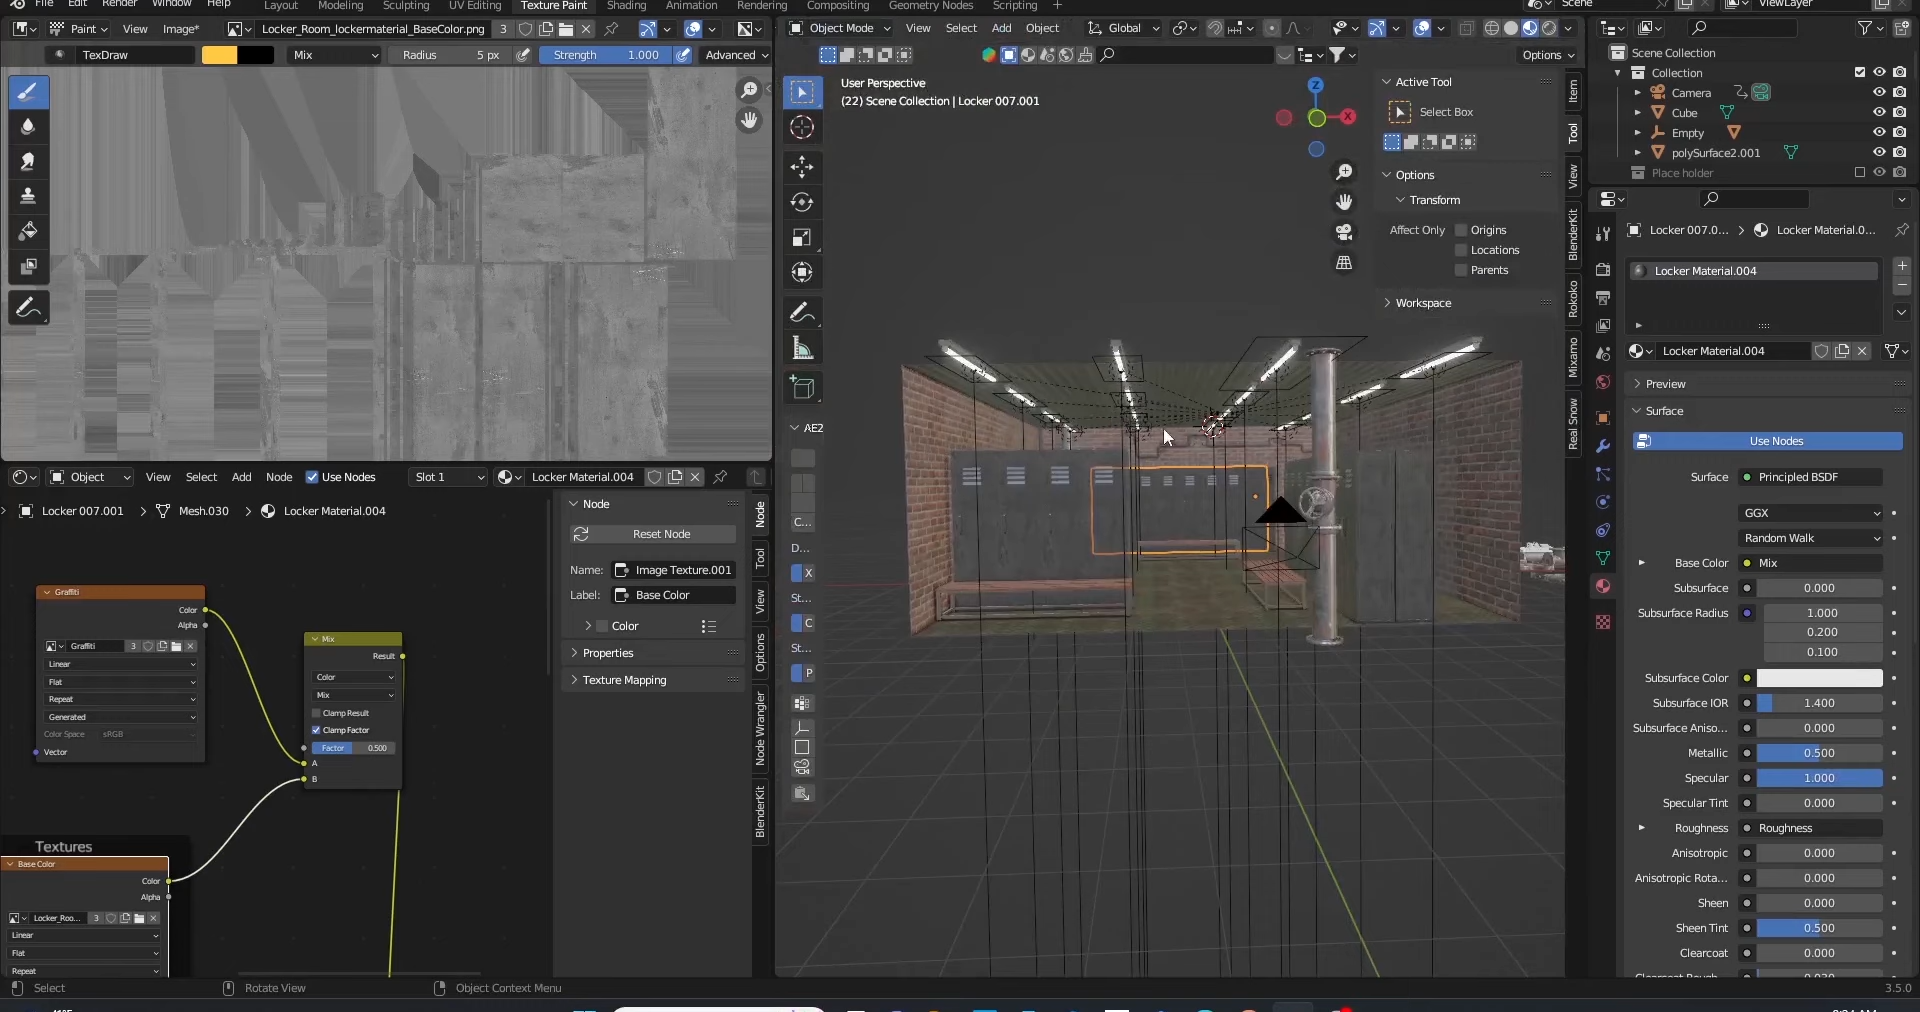 File Edit Render Window Help Layout Modeling Sculpting UV Editing Texture Paint Shading Animation Rendering Compositing Geometry Nodes Scripting + Scene ViewLayer
Paint View Image* Locker_Room_lockermaterial_BaseColor.png 3
TexDraw Mix Radius 5 px Strength 1.000 Advanced
Object Mode View Select Add Object Global
Options
User Perspective
(22) Scene Collection | Locker 007.001
Z
X
AE2
C...
D...
X
St...
C
St...
P
Active Tool
Select Box
Options
Transform
Affect Only Origins
Locations
Parents
Workspace
Item
Tool
View
BlenderKit
Rokoko
Mixamo
Real Snow
Scene Collection
Collection
Camera
Cube
Empty
polySurface2.001
Place holder
Locker 007.0... > Locker Material.0...
Locker Material.004
Locker Material.004
Preview
Surface
Use Nodes
Surface Principled BSDF
GGX
Random Walk
Base Color Mix
Subsurface 0.000
Subsurface Radius 1.000
0.200
0.100
Subsurface Color
Subsurface IOR 1.400
Subsurface Aniso... 0.000
Metallic 0.500
Specular 1.000
Specular Tint 0.000
Roughness Roughness
Anisotropic 0.000
Anisotropic Rota... 0.000
Sheen 0.000
Sheen Tint 0.500
Clearcoat 0.000
Object View Select Add Node Use Nodes Slot 1 Locker Material.004
Locker 007.001 > Mesh.030 > Locker Material.004
Graffiti
Color
Alpha
Graffiti 3
Linear
Flat
Repeat
Generated
Color Space sRGB
Vector
Mix
Result
Color
Mix
Clamp Result
Clamp Factor
Factor 0.500
A
B
Textures
Base Color
Color
Alpha
Locker_Roo... 3
Linear
Flat
Repeat
Node
Reset Node
Name: Image Texture.001
Label: Base Color
Color
Properties
Texture Mapping
Node
Tool
View
Options
Node Wrangler
BlenderKit
Select Rotate View Object Context Menu 3.5.0